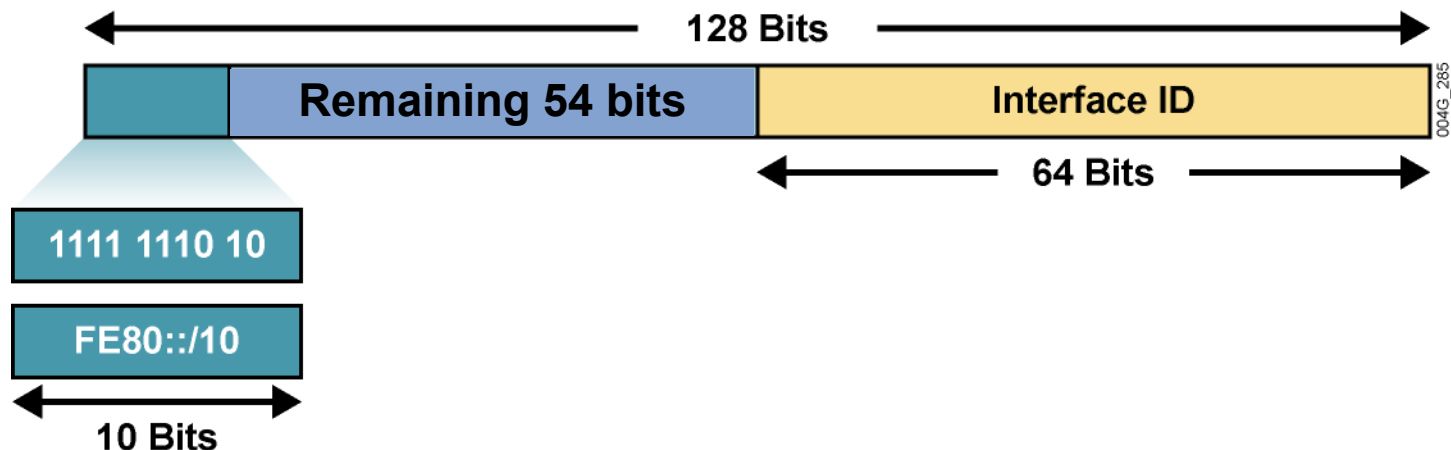 128 Bits
Remaining 54 bits
Interface ID
004G_285
64 Bits
1111 1110 10
FE80::/10
10 Bits